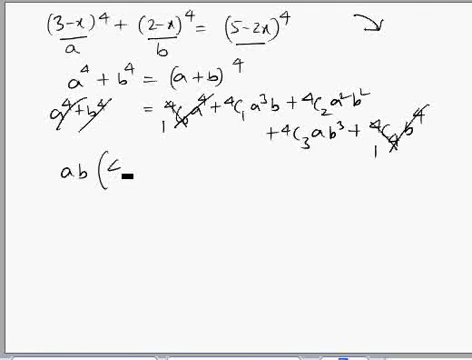 (3-x)⁴ + (2-x)⁴ = (5-2x)⁴
a b
a⁴ + b⁴ = (a+b)⁴
a⁴+b⁴ = ⁴C₀a⁴ + ⁴C₁a³b + ⁴C₂a²b²
1
+ ⁴C₃ab³ + ⁴C₄b⁴
1
ab (4